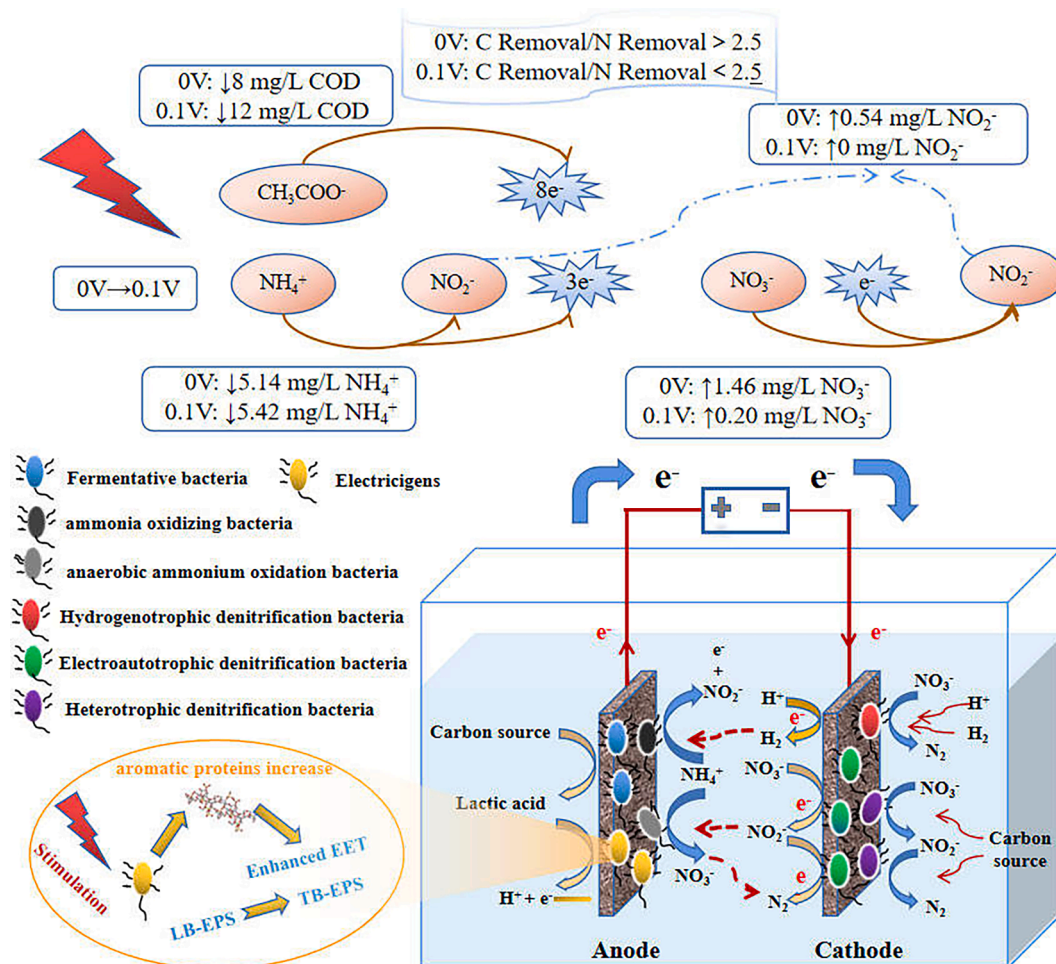 0V: C Removal/N Removal > 2.5
0.1V: C Removal/N Removal < 2.5
0V: ↓8 mg/L COD
0.1V: ↓12 mg/L COD
0V: ↑0.54 mg/L NO₂⁻
0.1V: ↑0 mg/L NO₂⁻
CH₃COO⁻
8e⁻
0V→0.1V
NH₄⁺
NO₂⁻
3e⁻
NO₃⁻
e⁻
NO₂⁻
0V: ↓5.14 mg/L NH₄⁺
0.1V: ↓5.42 mg/L NH₄⁺
0V: ↑1.46 mg/L NO₃⁻
0.1V: ↑0.20 mg/L NO₃⁻
Fermentative bacteria
Electricigens
ammonia oxidizing bacteria
anaerobic ammonium oxidation bacteria
Hydrogenotrophic denitrification bacteria
Electroautotrophic denitrification bacteria
Heterotrophic denitrification bacteria
e⁻
e⁻
+
−
e⁻
e⁻
Carbon source
Lactic acid
H⁺ + e⁻
e⁻
+
NO₂⁻
NH₄⁺
NO₃⁻
H⁺
e⁻
H₂
NO₃⁻
e⁻
NO₂⁻
e
N₂
NO₃⁻
H⁺
H₂
N₂
NO₃⁻
NO₂⁻
Carbon
source
N₂
Anode
Cathode
aromatic proteins increase
Stimulation
Enhanced EET
LB-EPS
TB-EPS